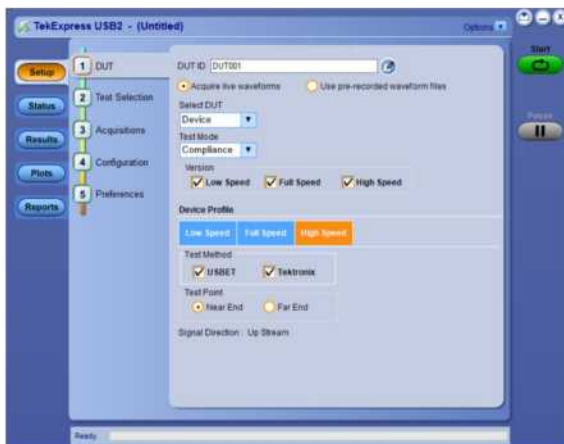 TekExpress USB2 - (Untitled)
Options
Start
Setup
Status
Results
Plots
Reports
1 DUT
2 Test Selection
3 Acquisitions
4 Configuration
5 Preferences
DUT ID DUT001
Acquire live waveforms
Use pre-recorded waveform files
Select DUT
Device
Test Mode
Compliance
Version
Low Speed Full Speed High Speed
Device Profile
Low Speed Full Speed High Speed
Test Method
USBET Tektronix
Test Point
Near End Far End
Signal Direction : Up Stream
Pause
Ready